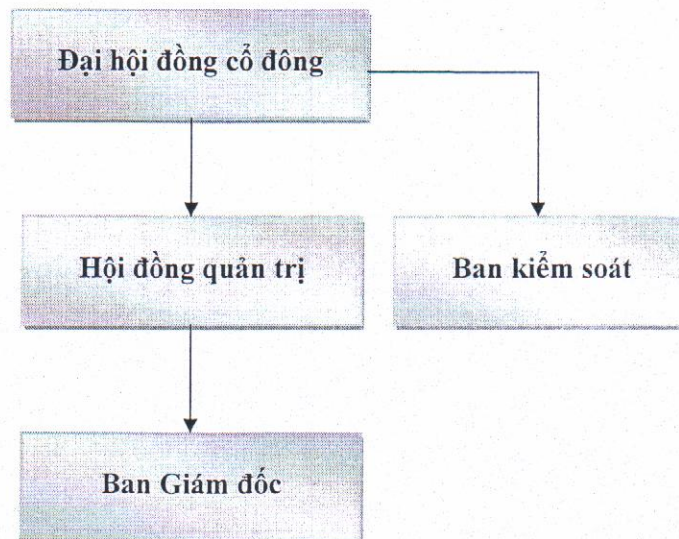 Đại hội đồng cổ đông
Hội đồng quản trị
Ban kiểm soát
Ban Giám đốc